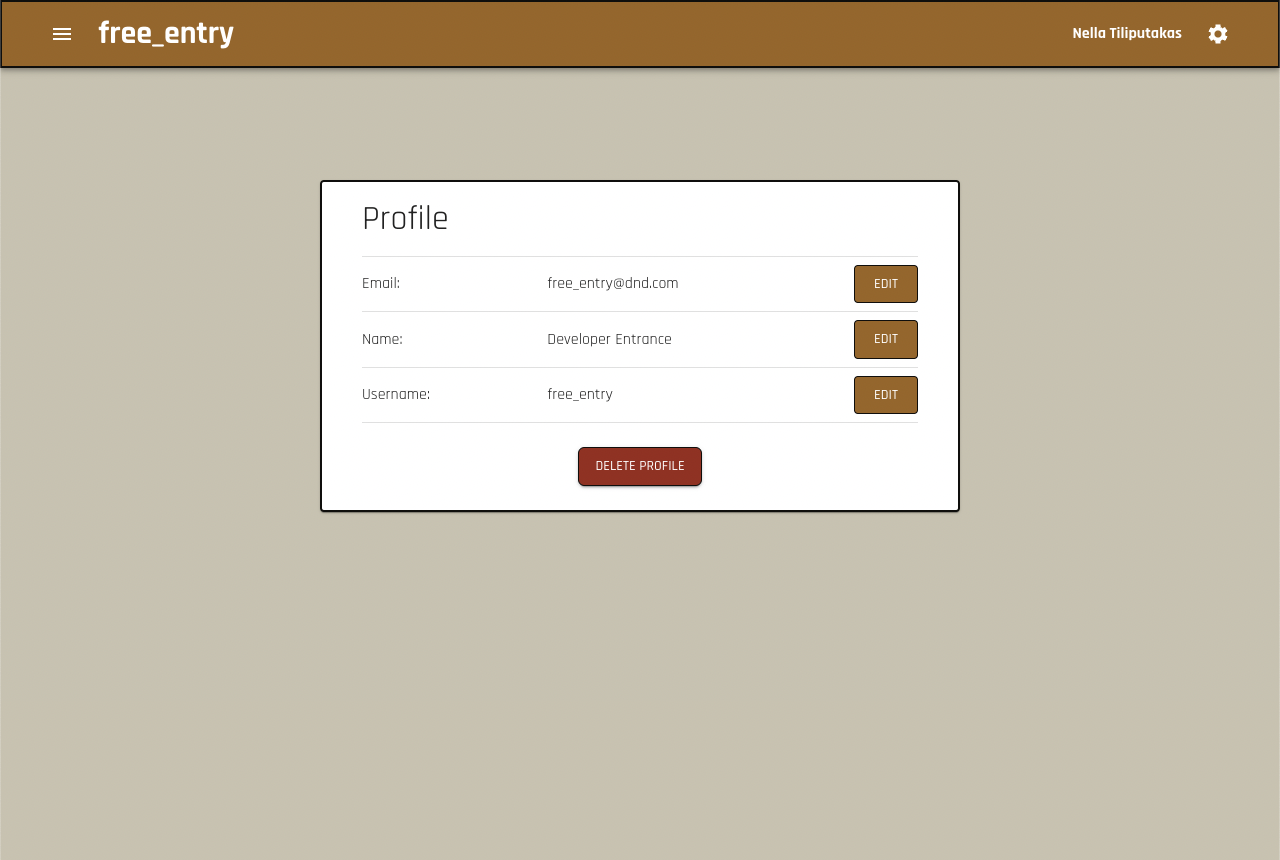 free_entry
Nella Tiliputakas
Profile
Email: free_entry@dnd.com EDIT
Name: Developer Entrance EDIT
Username: free_entry EDIT
DELETE PROFILE